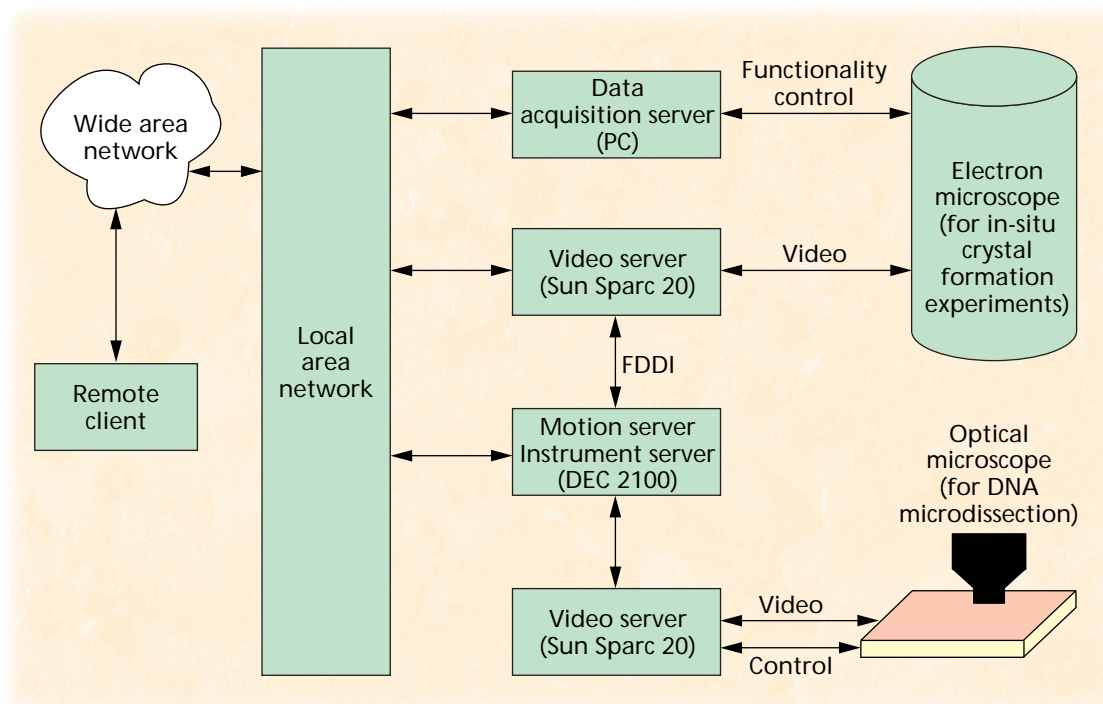 Wide area
network
Remote
client
Local
area
network
Data
acquisition server
(PC)
Functionality
control
Electron
microscope
(for in-situ
crystal
formation
experiments)
Video server
(Sun Sparc 20)
Video
FDDI
Motion server
Instrument server
(DEC 2100)
Optical
microscope
(for DNA
microdissection)
Video server
(Sun Sparc 20)
Video
Control